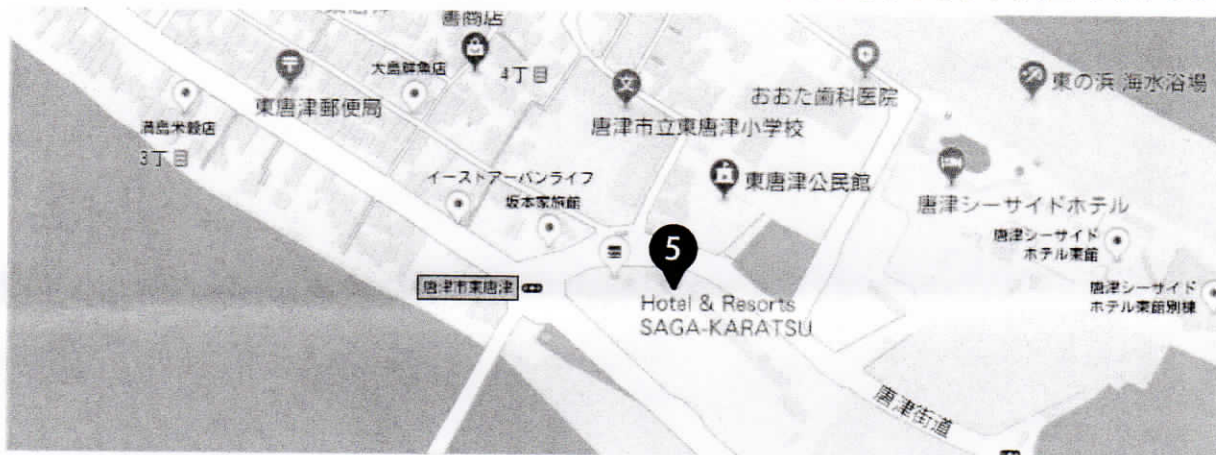 書商店
4丁目
大島鮮魚店
東唐津郵便局
満島米穀店
3丁目
唐津市立東唐津小学校
おおた歯科医院
東の浜 海水浴場
イーストアーバンライフ
坂本家旅館
東唐津公民館
唐津シーサイドホテル
唐津シーサイド
ホテル東館
唐津シーサイド
ホテル東館別棟
唐津市東唐津
5
Hotel & Resorts
SAGA-KARATSU
唐津街道